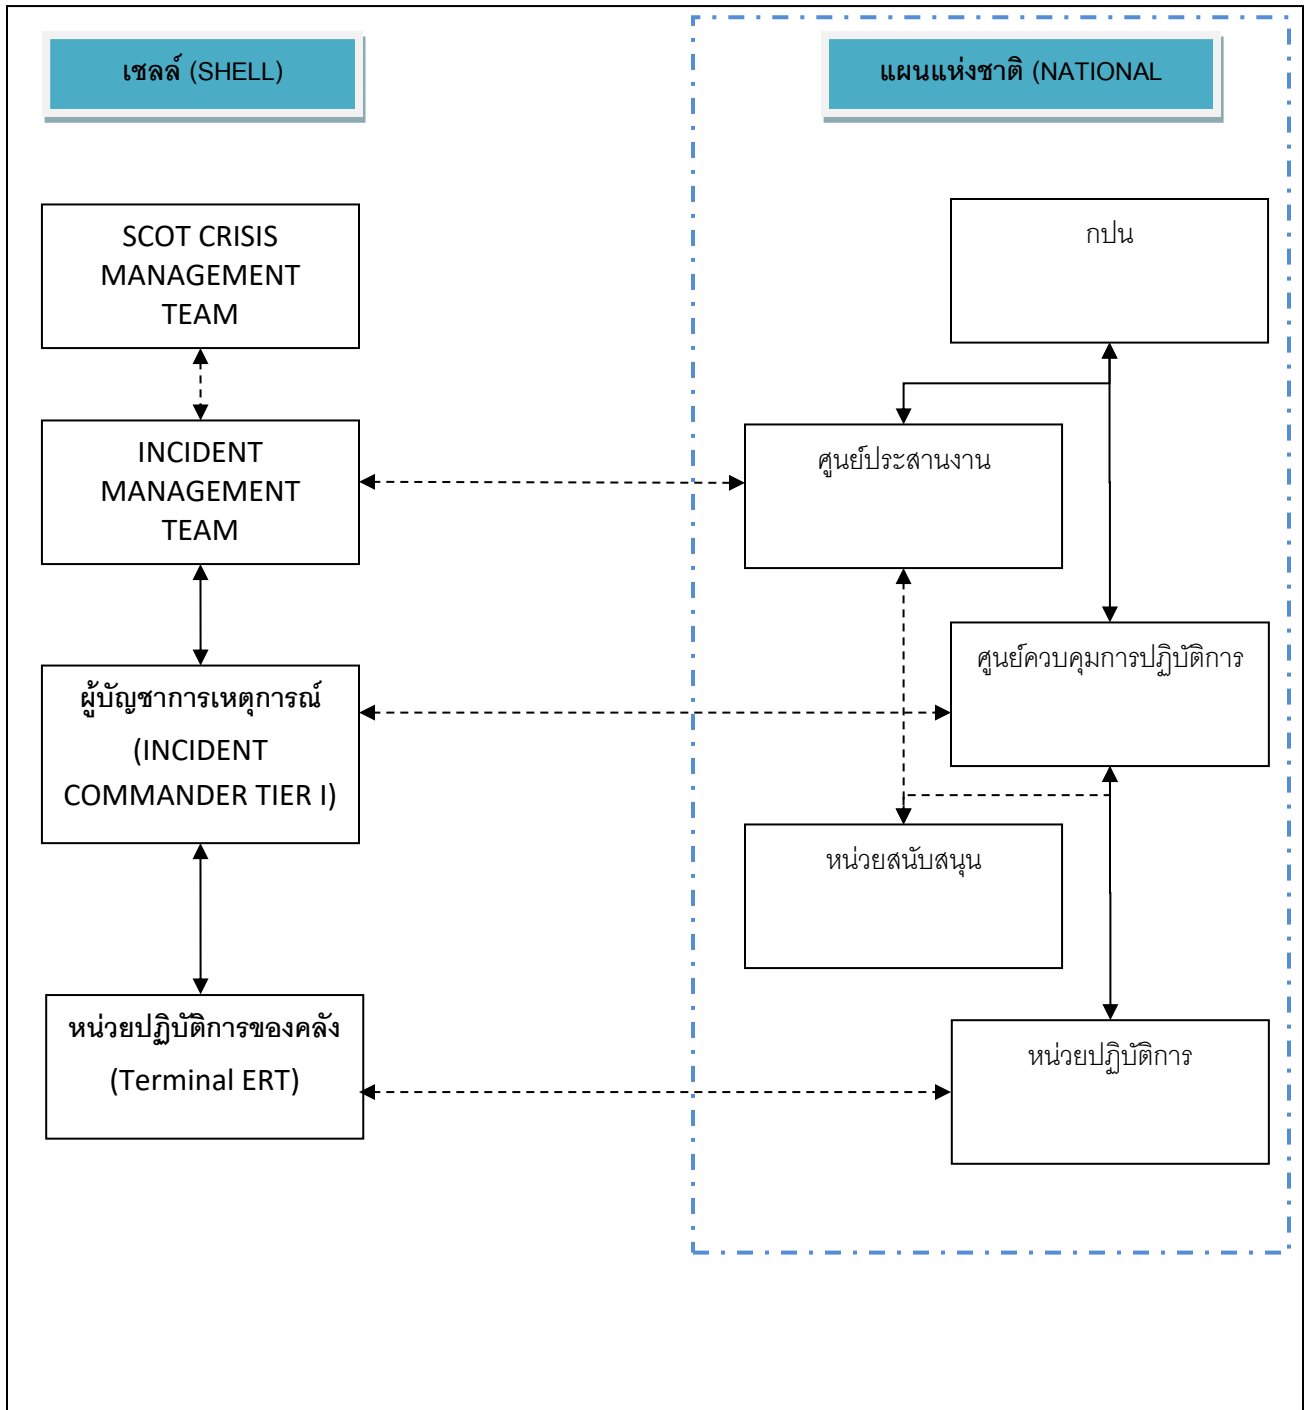 เชลล์ (SHELL)
แผนแห่งชาติ (NATIONAL
SCOT CRISIS
MANAGEMENT
TEAM
กปน
INCIDENT
MANAGEMENT
TEAM
ศูนย์ประสานงาน
ผู้บัญชาการเหตุการณ์
(INCIDENT
COMMANDER TIER I)
ศูนย์ควบคุมการปฏิบัติการ
หน่วยสนับสนุน
หน่วยปฏิบัติการของคลัง
(Terminal ERT)
หน่วยปฏิบัติการ